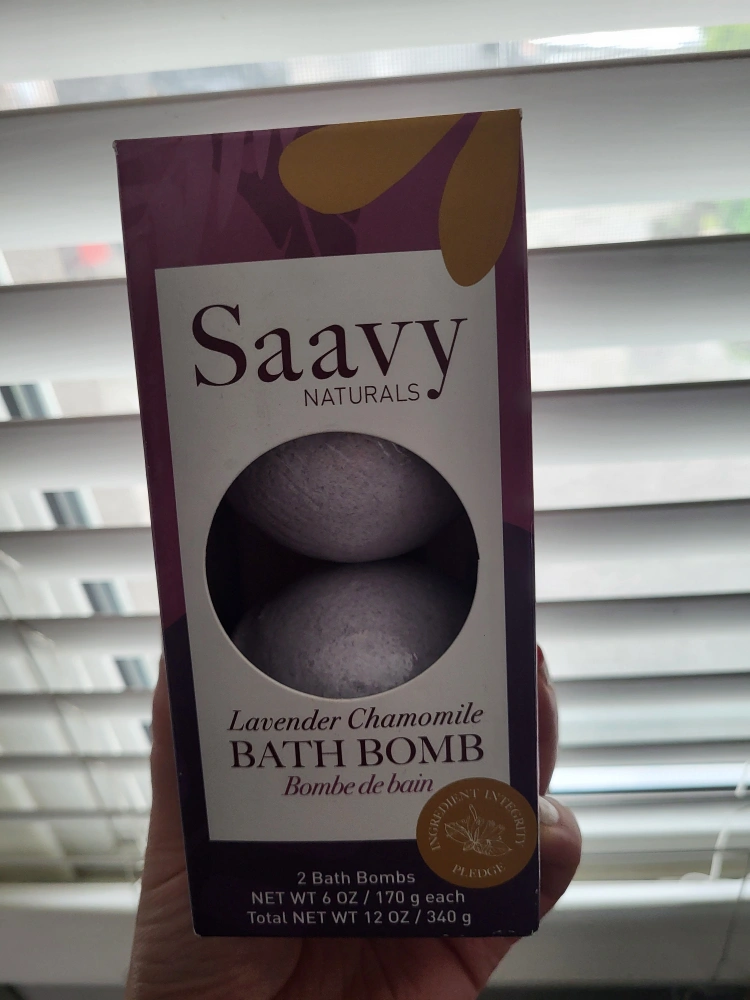 Saavy
NATURALS
Lavender Chamomile
BATH BOMB
Bombe de bain
INGREDIENT INTEGRITY
PLEDGE
2 Bath Bombs
NET WT 6 OZ / 170 g each
Total NET WT 12 OZ / 340 g